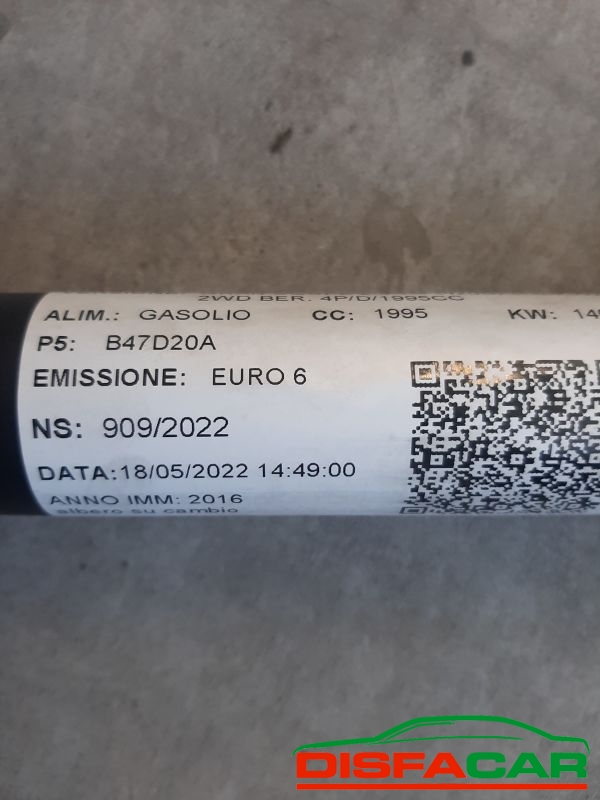 2WD BER. 4P/D/1995CC
ALIM.: GASOLIO CC: 1995 KW: 140
P5: B47D20A
EMISSIONE: EURO 6
NS: 909/2022
DATA:18/05/2022 14:49:00
ANNO IMM: 2016
albero su cambio
DISFACAR